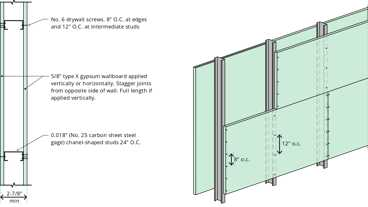 No. 6 drywall screws, 8" O.C. at edges
and 12" O.C. at intermediate studs
5/8" type X gypsum wallboard applied
vertically or horizontally. Stagger joints
from opposite side of wall. Full length if
applied vertically.
0.018" (No. 25 carbon sheet steel
gage) chanel-shaped studs 24" O.C.
2-7/8"
min
8" o.c.
12" o.c.